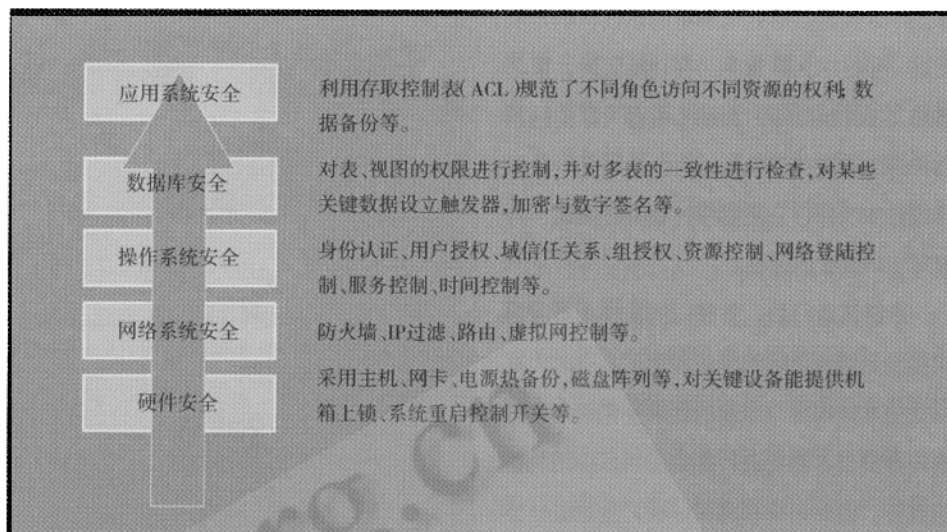 应用系统安全
利用存取控制表(ACL)规范了不同角色访问不同资源的权利,数
据备份等。
数据库安全
对表、视图的权限进行控制,并对多表的一致性进行检查,对某些
关键数据设立触发器,加密与数字签名等。
操作系统安全
身份认证、用户授权、域信任关系、组授权、资源控制、网络登陆控
制、服务控制、时间控制等。
网络系统安全
防火墙、IP过滤、路由、虚拟网控制等。
硬件安全
采用主机、网卡、电源热备份,磁盘阵列等,对关键设备能提供机
箱上锁、系统重启控制开关等。
rg.cn